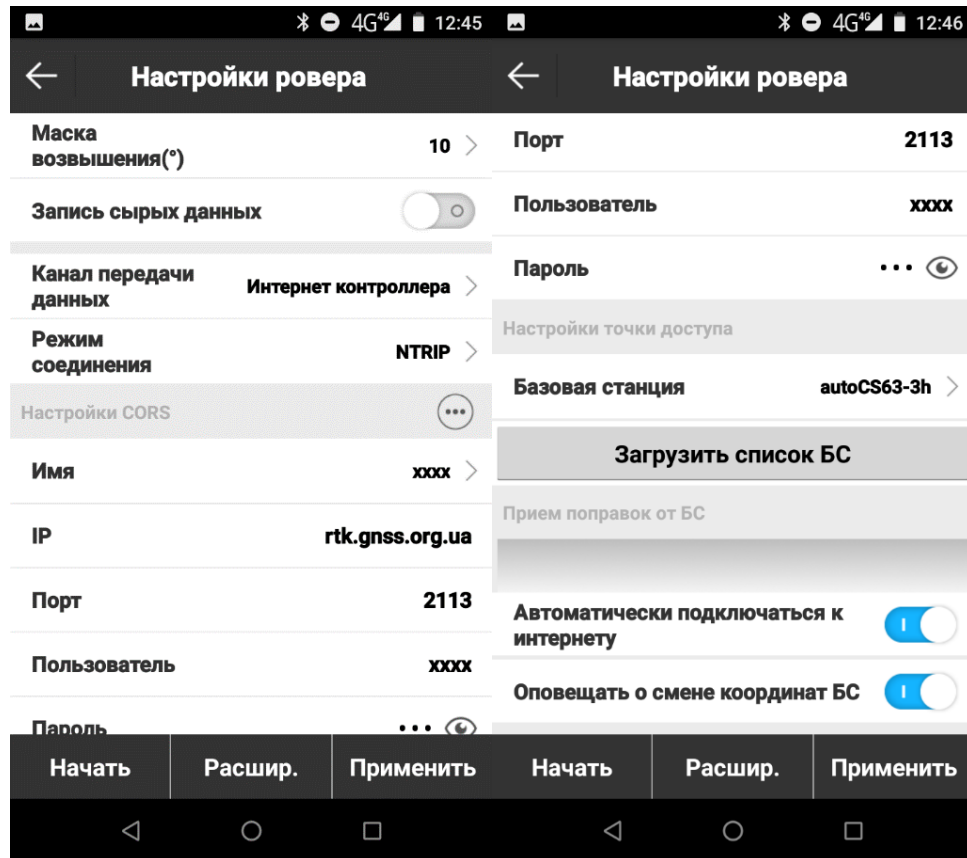 4G 4G 12:45
Настройки ровера
Маска
возвышения(°)
10
Запись сырых данных
Канал передачи
данных
Интернет контроллера
Режим
соединения
NTRIP
Настройки CORS
Имя
xxxx
IP
rtk.gnss.org.ua
Порт
2113
Пользователь
xxxx
Пароль
•••
Начать
Расшир.
Применить
4G 4G 12:46
Настройки ровера
Порт
2113
Пользователь
xxxx
Пароль
•••
Настройки точки доступа
Базовая станция
autoCS63-3h
Загрузить список БС
Прием поправок от БС
Автоматически подключаться к
интернету
Оповещать о смене координат БС
Начать
Расшир.
Применить